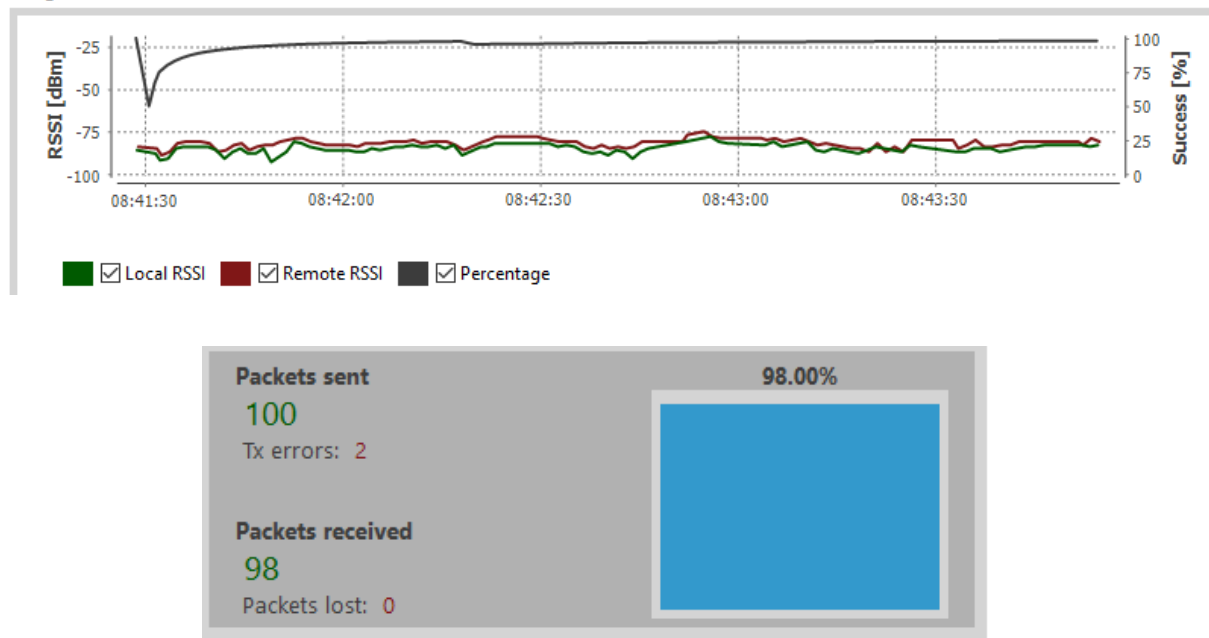 RSSI [dBm]
-25
-50
-75
-100
100
75
50
25
0
Success [%]
08:41:30 08:42:00 08:42:30 08:43:00 08:43:30
Local RSSI Remote RSSI Percentage
Packets sent
100
Tx errors: 2
98.00%
Packets received
98
Packets lost: 0